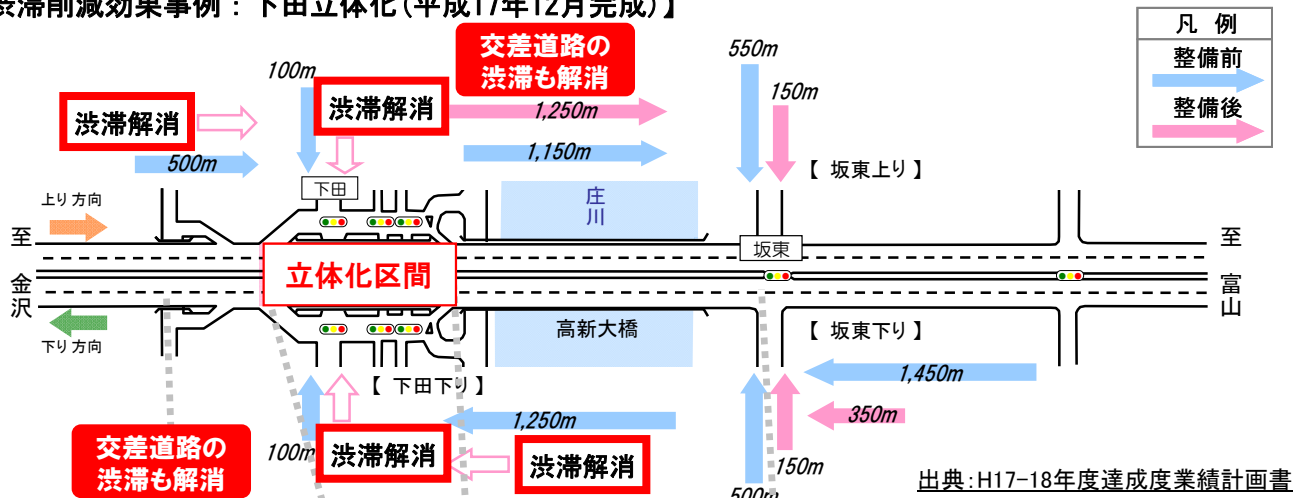 渋滞削減効果事例：下田立体化（平成17年12月完成）】
凡 例
整備前
整備後
交差道路の
渋滞も解消
550m
100m
150m
渋滞解消
渋滞解消
1,250m
500m
1,150m
【 坂東上り 】
下田
庄
川
上り方向
至
金
沢
坂東
至
富
山
立体化区間
下り方向
高新大橋
【 坂東下り 】
【 下田下り 】
1,450m
350m
1,250m
交差道路の
渋滞も解消
100m
渋滞解消
渋滞解消
150m
500m
出典：H17-18年度達成度業績計画書